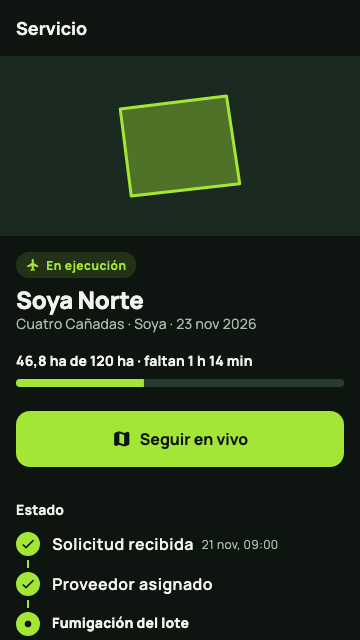 Servicio
En ejecución
Soya Norte
Cuatro Cañadas · Soya · 23 nov 2026
46,8 ha de 120 ha · faltan 1 h 14 min
Seguir en vivo
Estado
Solicitud recibida 21 nov, 09:00
Proveedor asignado
Fumigación del lote